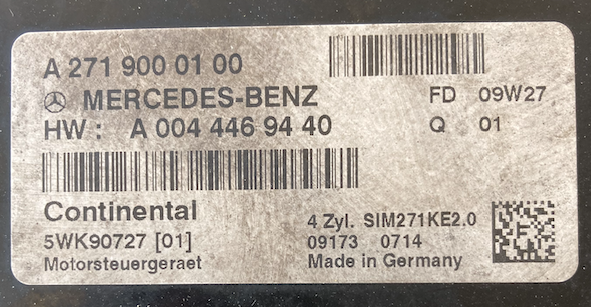 A 271 900 01 00
MERCEDES-BENZ FD 09W27
HW : A 004 446 94 40 Q 01
Continental
4 Zyl. SIM271KE2.0
5WK90727 [01] 09173 0714
Motorsteuergeraet Made in Germany